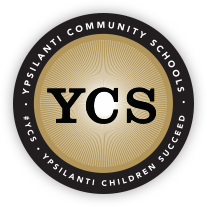 · YPSILANTI COMMUNITY SCHOOLS ·
YCS
#YCS · YPSILANTI CHILDREN SUCCEED